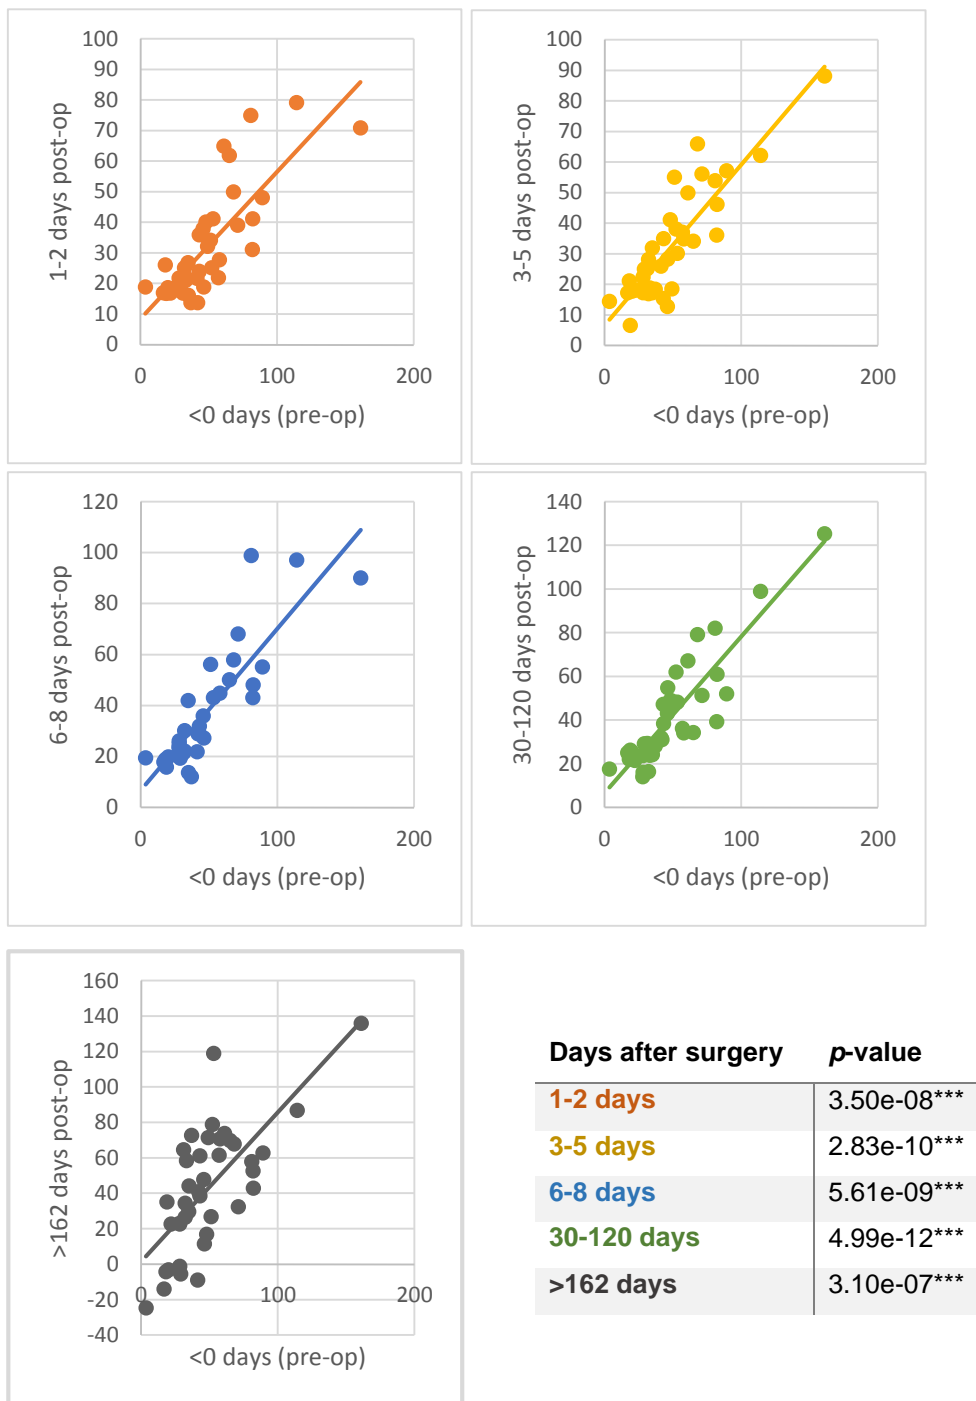 100
90
80
70
60
50
40
30
20
10
0
0 100 200
1-2 days post-op
<0 days (pre-op)
100
90
80
70
60
50
40
30
20
10
0
0 100 200
3-5 days post-op
<0 days (pre-op)
120
100
80
60
40
20
0
0 100 200
6-8 days post-op
<0 days (pre-op)
140
120
100
80
60
40
20
0
0 100 200
30-120 days post-op
<0 days (pre-op)
160
140
120
100
80
60
40
20
0
-20
-40
0 100 200
>162 days post-op
<0 days (pre-op)
Days after surgery p-value
1-2 days 3.50e-08***
3-5 days 2.83e-10***
6-8 days 5.61e-09***
30-120 days 4.99e-12***
>162 days 3.10e-07***